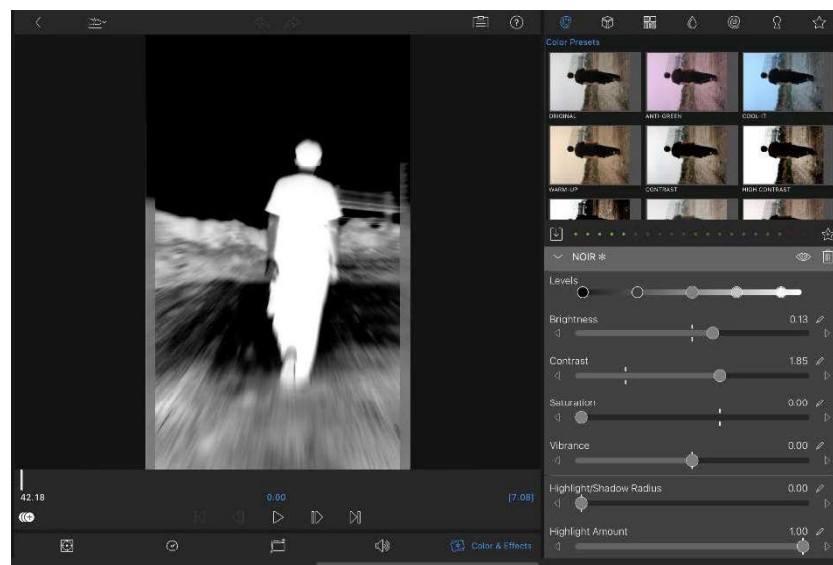 Color Presets
ORIGINAL
ANTI-GREEN
COOL-IT
WARM-UP
CONTRAST
HIGH CONTRAST
NOIR
Levels
Brightness 0.13
Contrast 1.85
Saturation 0.00
Vibrance 0.00
Highlight/Shadow Radius 0.00
Highlight Amount 1.00
42.18 0.00 [7.08]
Color & Effects